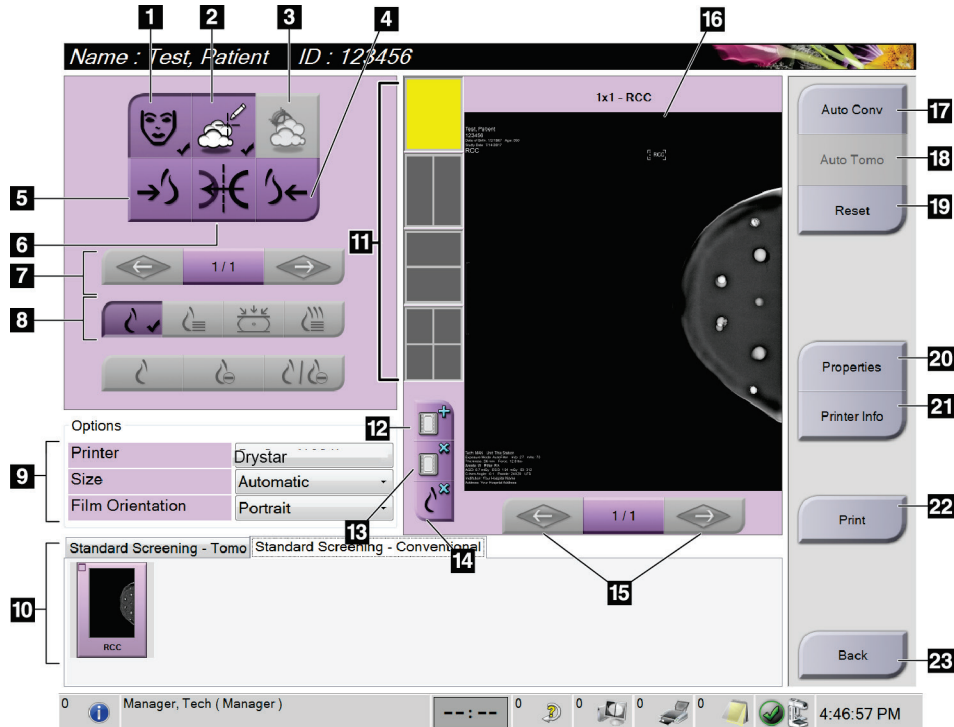 1 2 3 4 16
Name : Test, Patient ID : 123456
1x1 - RCC
Test, Patient
123456
RCC
RCC
Auto Conv 17
Auto Tomo 18
Reset 19
5
6
11
7 1 / 1
8
Properties 20
Printer Info 21
Options
12
9
Printer Drystar
Size Automatic
Film Orientation Portrait
13
14
1 / 1
15
Print 22
Standard Screening - Tomo Standard Screening - Conventional
10
RCC
Back 23
0 Manager, Tech ( Manager ) --:-- 0 0 0 0 4:46:57 PM